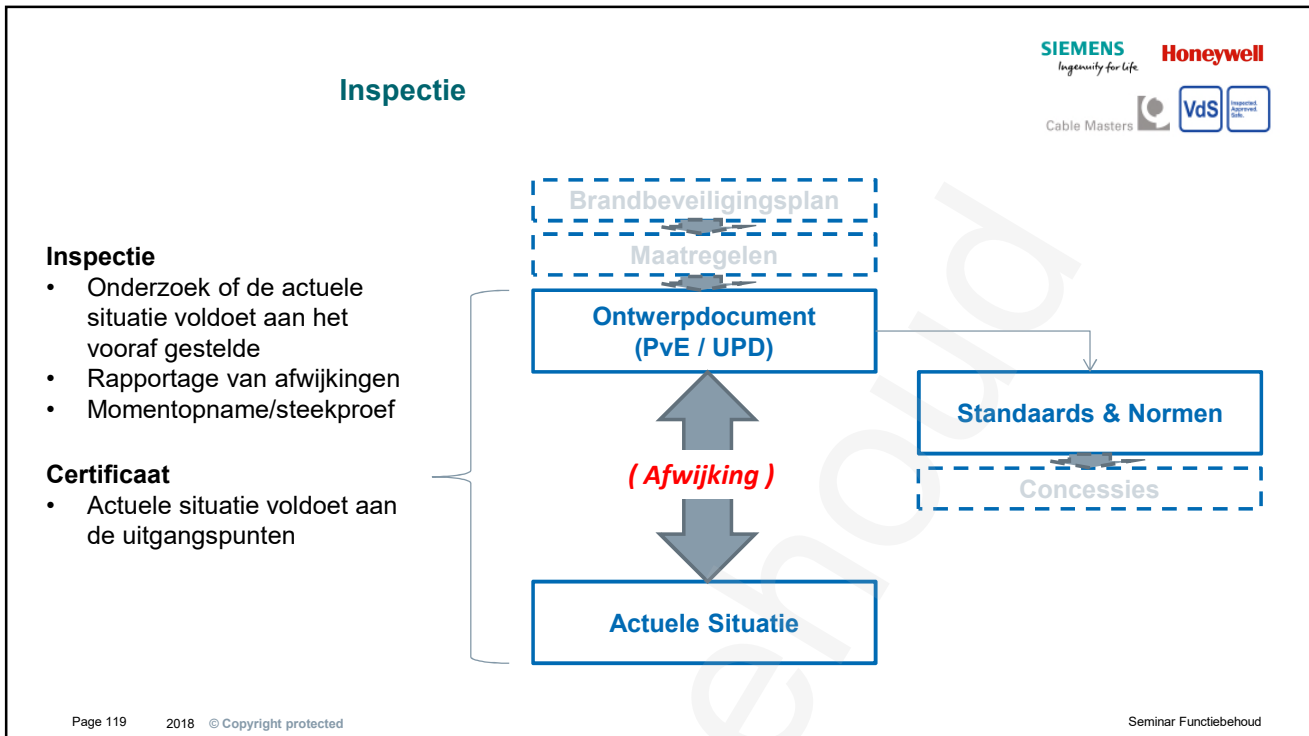 SIEMENS
Ingenuity for life
Honeywell
Cable Masters
VdS
Inspected.
Approved.
Safe.
Inspectie
Brandbeveiligingsplan
Maatregelen
Ontwerpdocument
(PvE / UPD)
Standaards & Normen
Concessies
( Afwijking )
Actuele Situatie
Inspectie
• Onderzoek of de actuele
situatie voldoet aan het
vooraf gestelde
• Rapportage van afwijkingen
• Momentopname/steekproef
Certificaat
• Actuele situatie voldoet aan
de uitgangspunten
ehoud
Page 119
2018 © Copyright protected
Seminar Functiebehoud